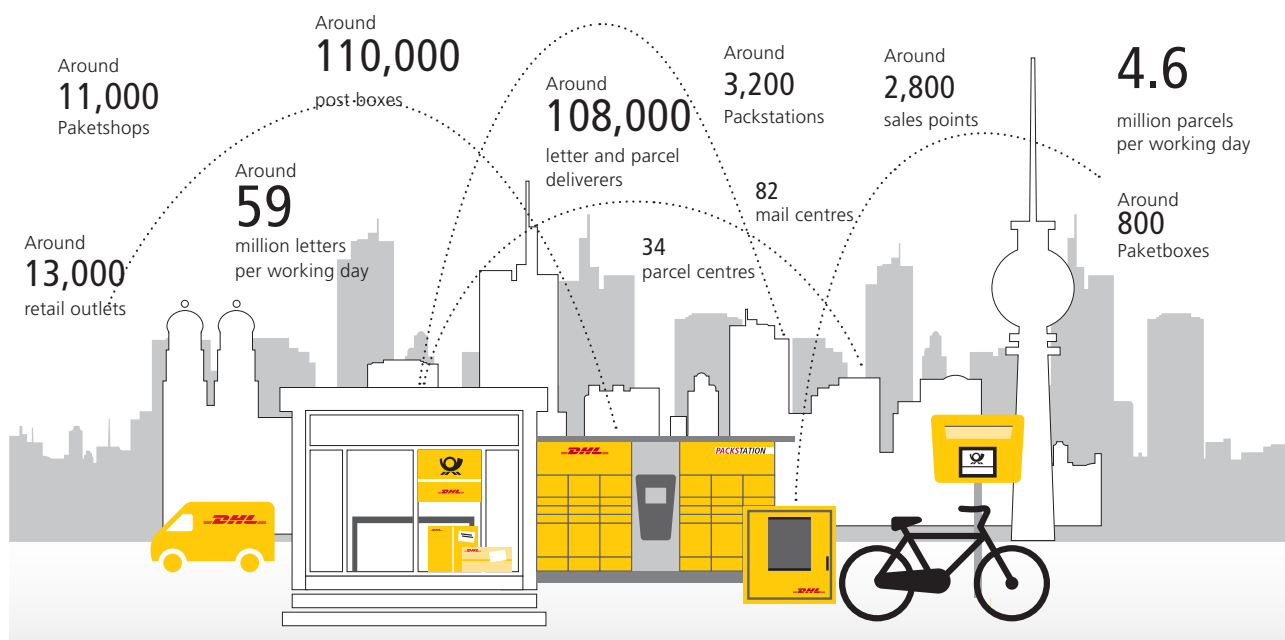 Around
11,000
Paketshops
Around
110,000
post boxes
Around
108,000
letter and parcel
deliverers
Around
3,200
Packstations
Around
2,800
sales points
4.6
million parcels
per working day
Around
13,000
retail outlets
Around
59
million letters
per working day
34
parcel centres
82
mail centres
Around
800
Paketboxes
DHL
DHL
DHL
DHL
DHL
PACKSTATION
DHL